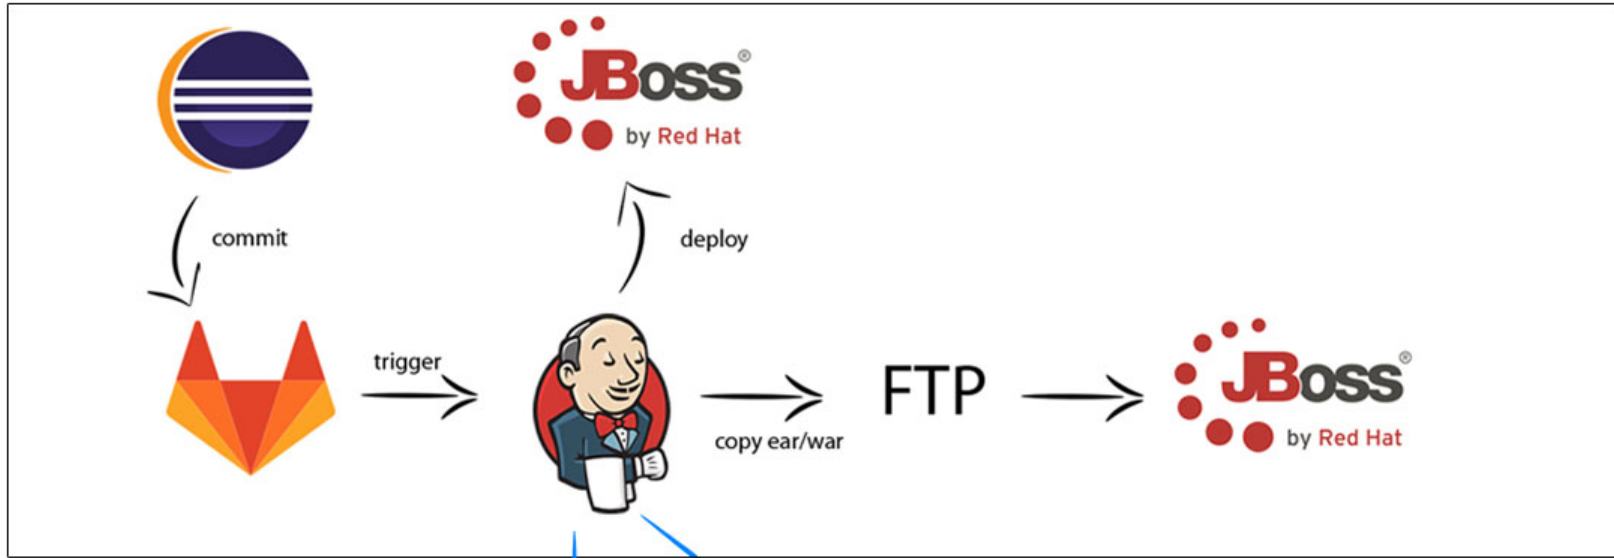 JBoss®
by Red Hat
commit
deploy
trigger
FTP
copy ear/war
JBoss®
by Red Hat